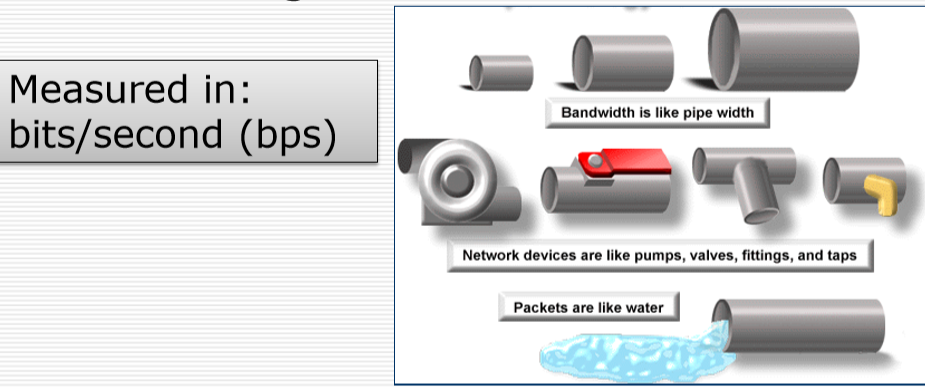 Measured in:
bits/second (bps)
Bandwidth is like pipe width
Network devices are like pumps, valves, fittings, and taps
Packets are like water